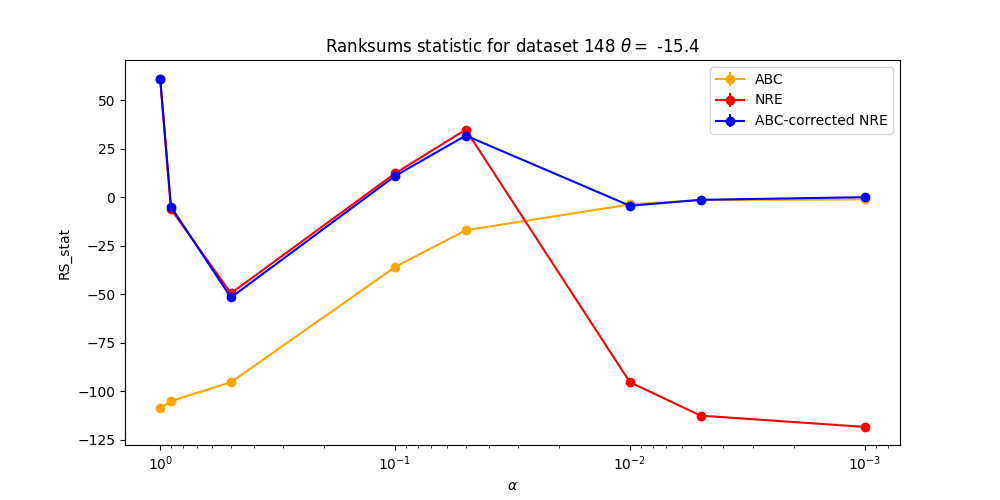 Ranksums statistic for dataset 148 θ = -15.4
ABC
NRE
ABC-corrected NRE
50
25
0
−25
−50
−75
−100
−125
RS_stat
10⁰
10⁻¹
10⁻²
10⁻³
α